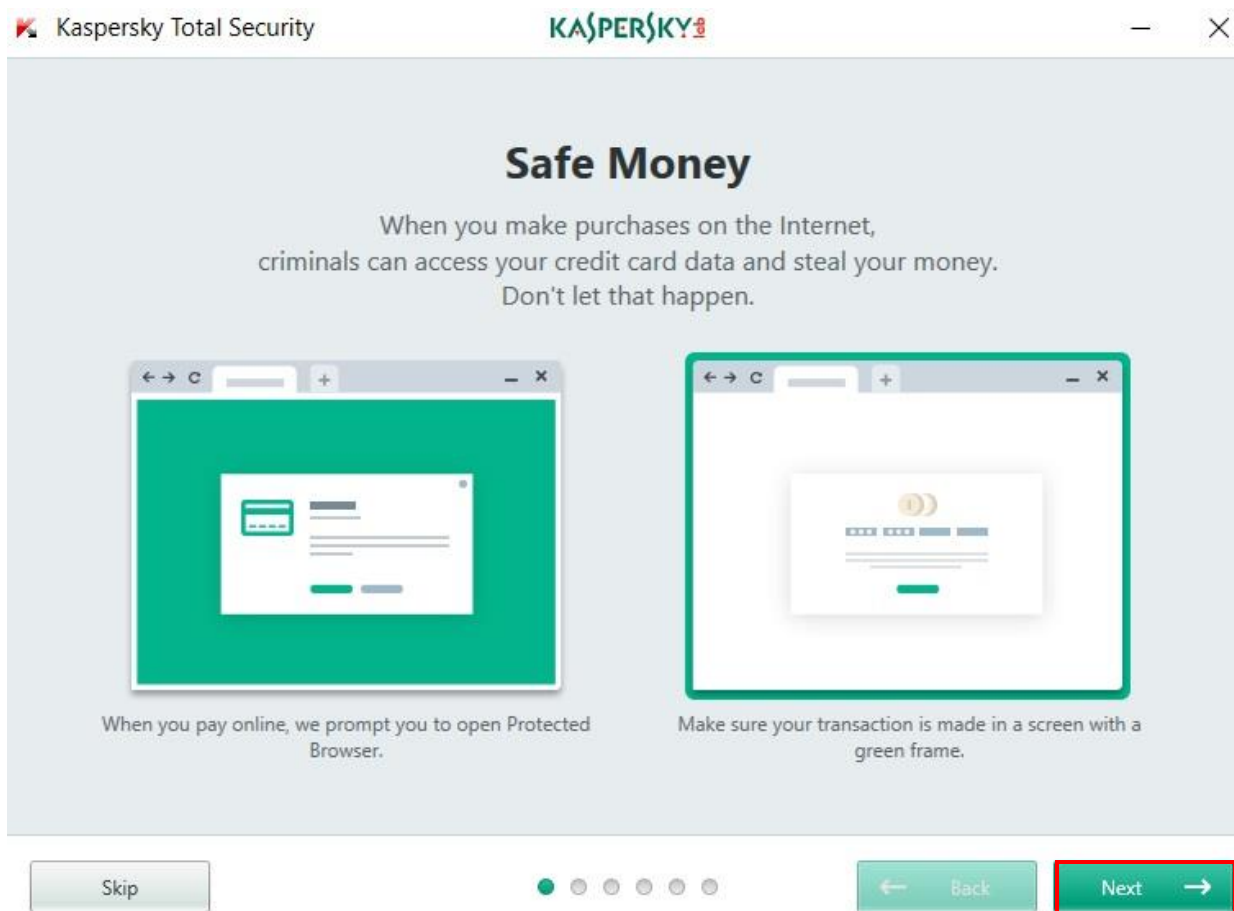 Kaspersky Total Security
KASPERSKY
Safe Money
When you make purchases on the Internet,
criminals can access your credit card data and steal your money.
Don't let that happen.
When you pay online, we prompt you to open Protected
Browser.
Make sure your transaction is made in a screen with a
green frame.
Skip
Back
Next